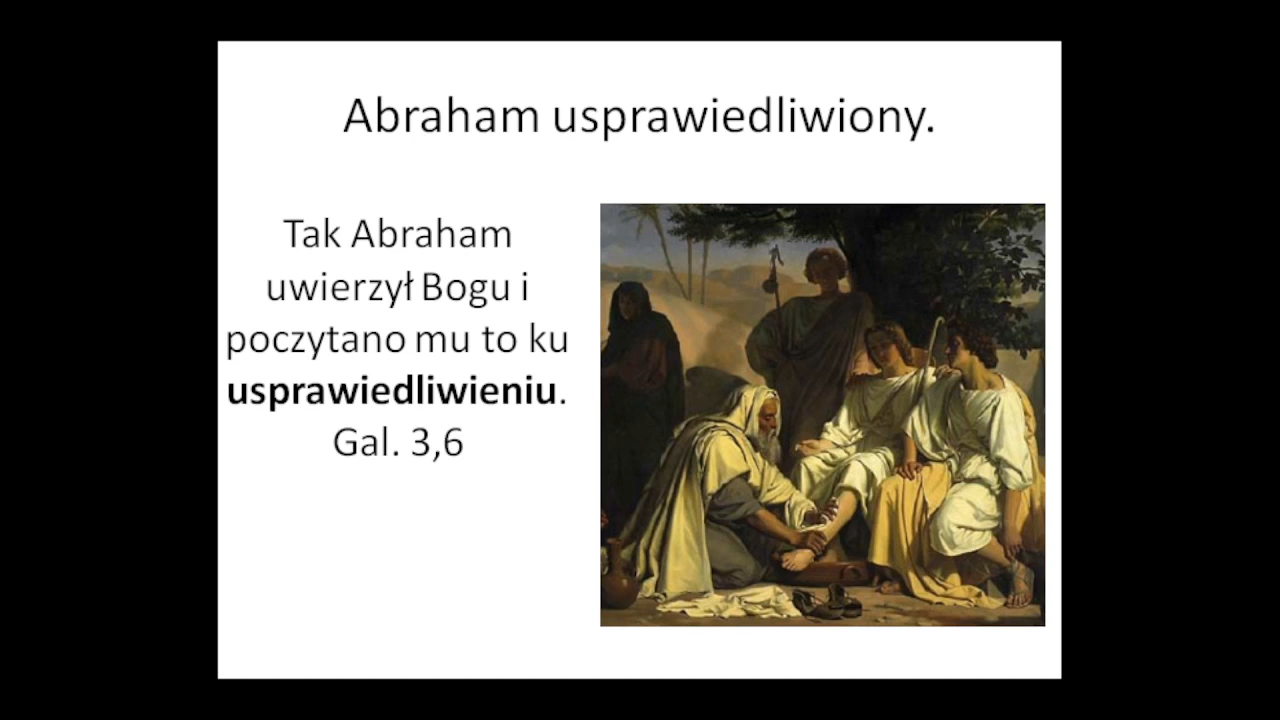 Abraham usprawiedliwiony.
Tak Abraham
uwierzył Bogu i
poczytano mu to ku
usprawiedliwieniu.
Gal. 3,6